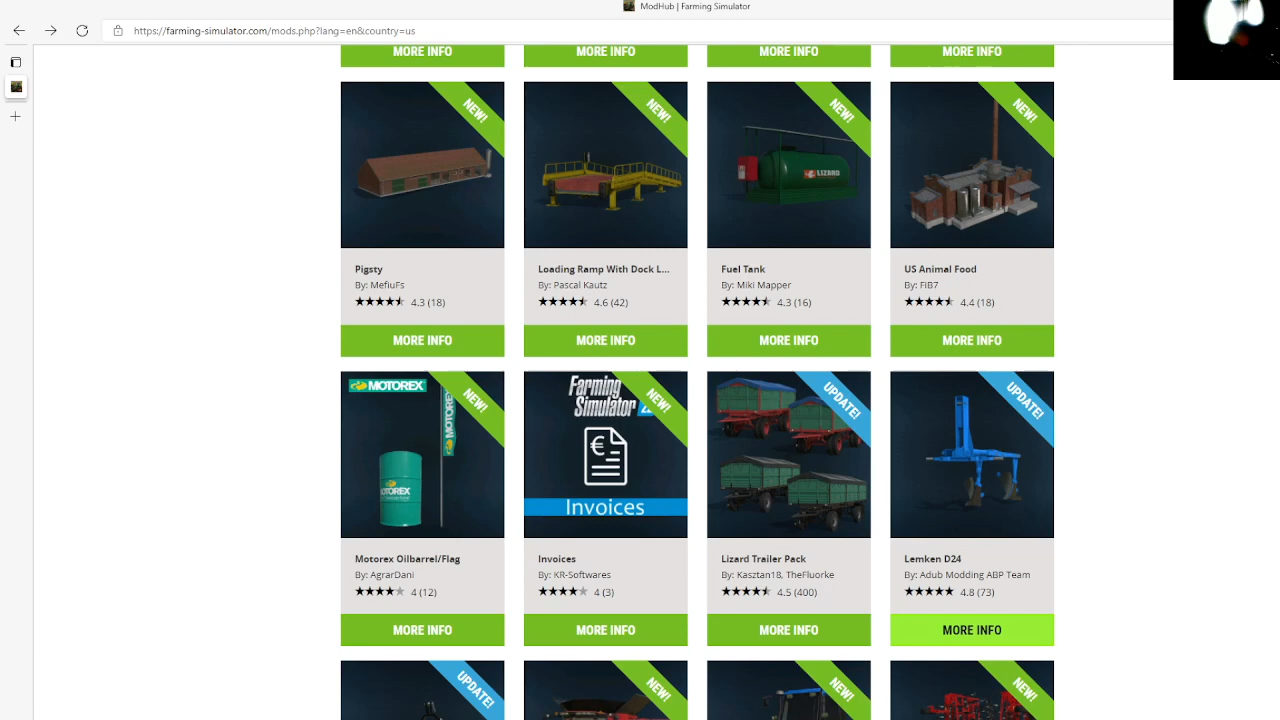 ModHub | Farming Simulator
https://farming-simulator.com/mods.php?lang=en&country=us
MORE INFO
MORE INFO
MORE INFO
MORE INFO
NEW!
NEW!
NEW!
NEW!
LIZARD
Pigsty
By: MefiuFs
4.3 (18)
MORE INFO
Loading Ramp With Dock L...
By: Pascal Kautz
4.6 (42)
MORE INFO
Fuel Tank
By: Miki Mapper
4.3 (16)
MORE INFO
US Animal Food
By: FiB7
4.4 (18)
MORE INFO
MOTOREX
NEW!
MOTOREX
MOTOREX
Farming
Simulator
NEW!
€
Invoices
UPDATE!
UPDATE!
Motorex Oilbarrel/Flag
By: AgrarDani
4 (12)
MORE INFO
Invoices
By: KR-Softwares
4 (3)
MORE INFO
Lizard Trailer Pack
By: Kasztan18, TheFluorke
4.5 (400)
MORE INFO
Lemken D24
By: Adub Modding ABP Team
4.8 (73)
MORE INFO
UPDATE!
NEW!
NEW!
NEW!